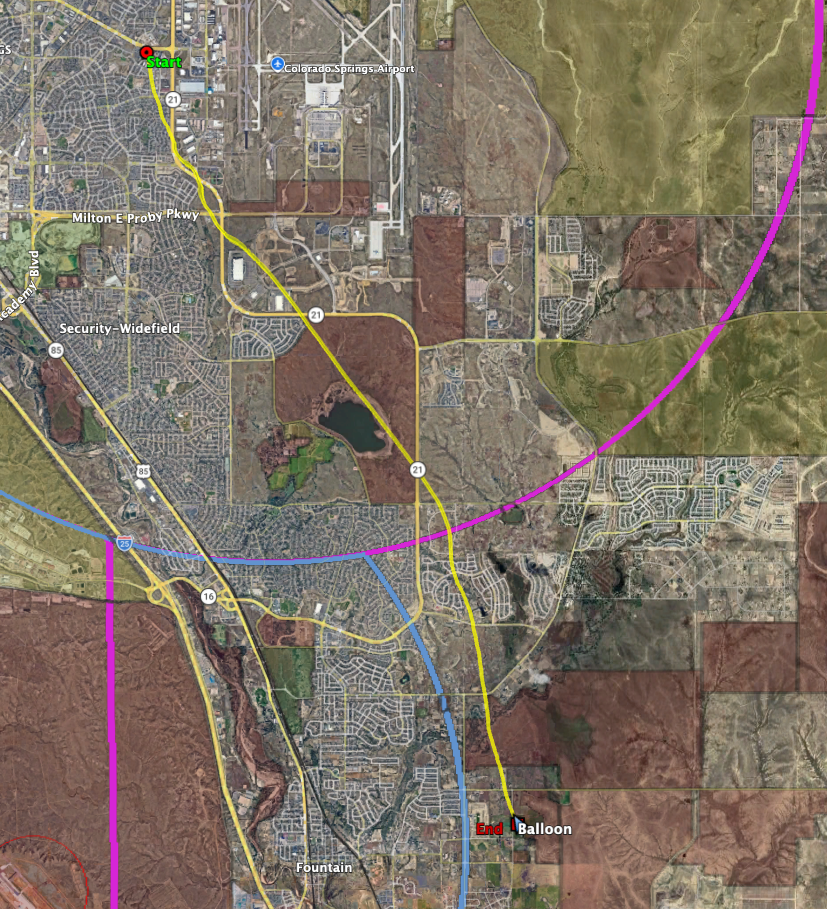 GS
Start
Colorado Springs Airport
21
Milton E Proby Pkwy
cademy Blvd
21
Security-Widefield
85
85
21
25
16
End
Balloon
Fountain